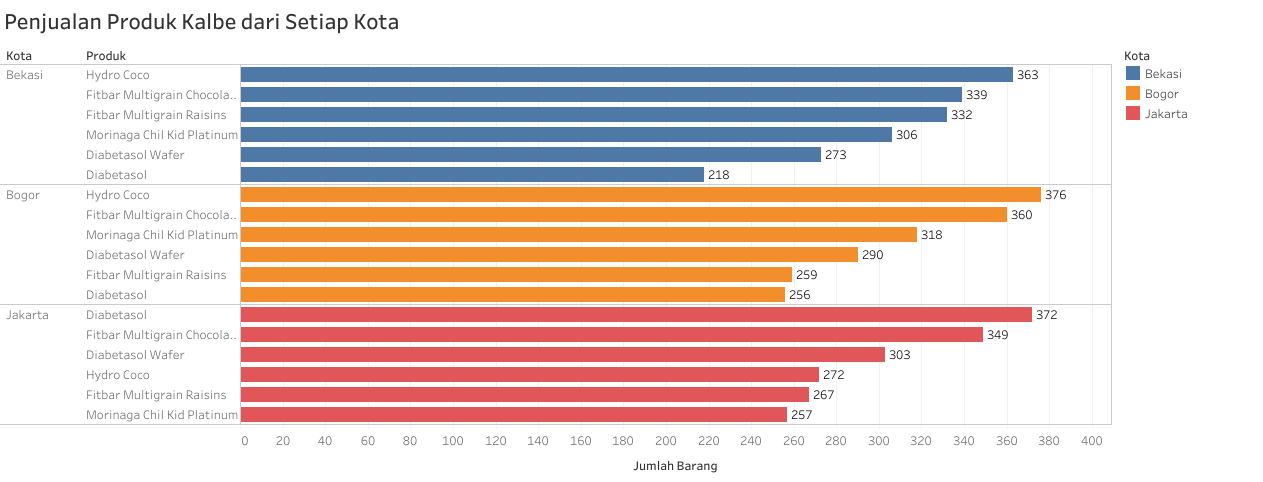 Penjualan Produk Kalbe dari Setiap Kota
Kota Produk Kota
Bekasi Hydro Coco 363 Bekasi
Fitbar Multigrain Chocola.. 339 Bogor
Fitbar Multigrain Raisins 332 Jakarta
Morinaga Chil Kid Platinum 306
Diabetasol Wafer 273
Diabetasol 218
Bogor Hydro Coco 376
Fitbar Multigrain Chocola.. 360
Morinaga Chil Kid Platinum 318
Diabetasol Wafer 290
Fitbar Multigrain Raisins 259
Diabetasol 256
Jakarta Diabetasol 372
Fitbar Multigrain Chocola.. 349
Diabetasol Wafer 303
Hydro Coco 272
Fitbar Multigrain Raisins 267
Morinaga Chil Kid Platinum 257
0 20 40 60 80 100 120 140 160 180 200 220 240 260 280 300 320 340 360 380 400
Jumlah Barang